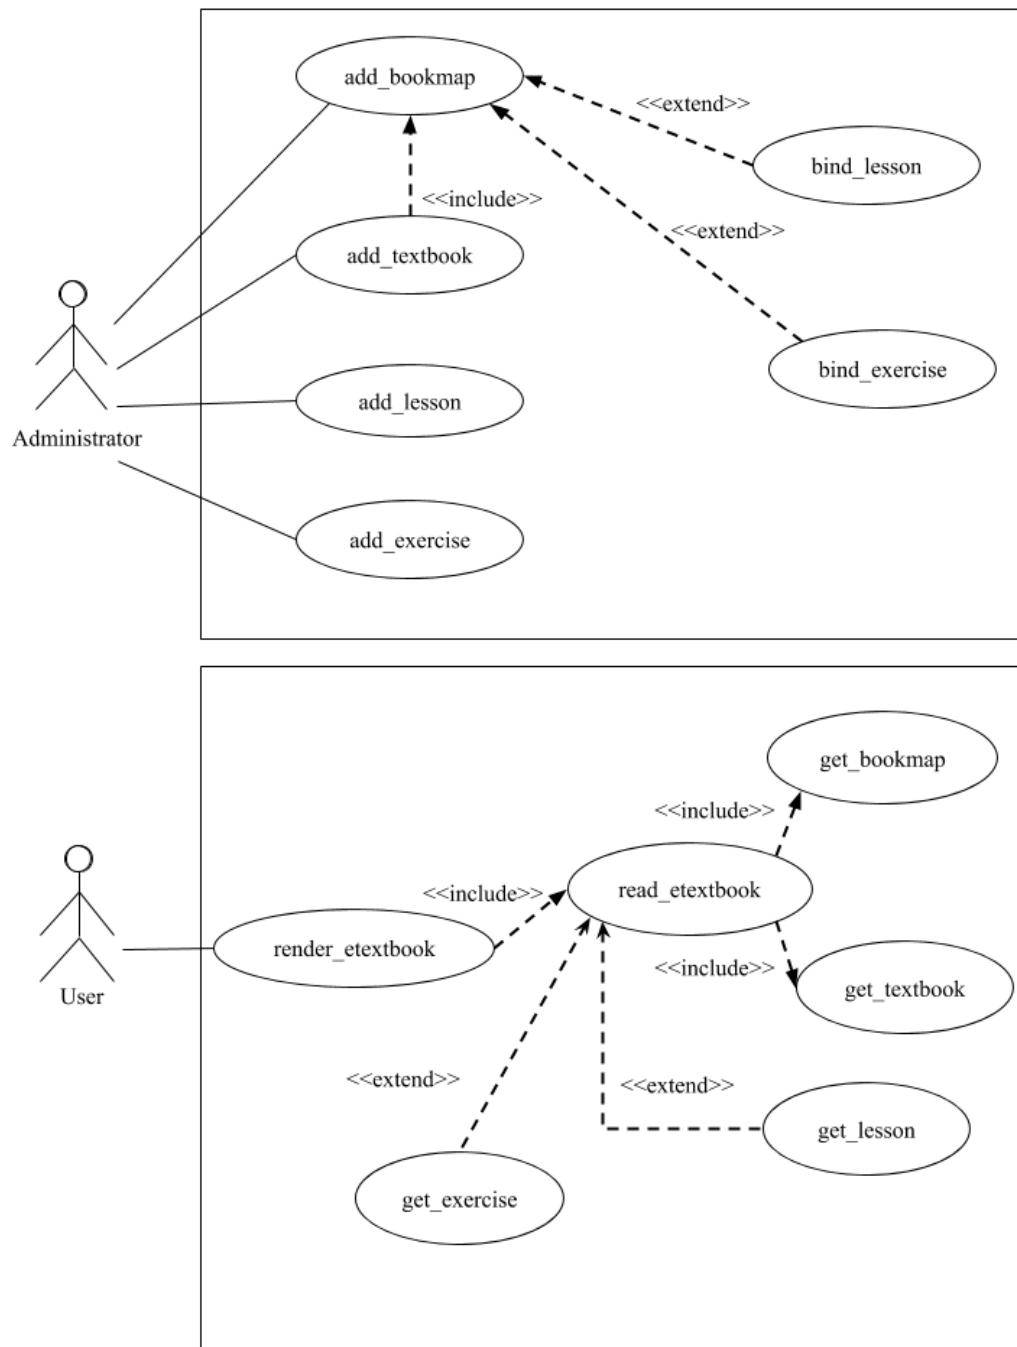 add_bookmap
<<extend>>
bind_lesson
<<include>>
<<extend>>
add_textbook
bind_exercise
add_lesson
Administrator
add_exercise
get_bookmap
<<include>>
read_etextbook
<<include>>
render_etextbook
<<include>>
get_textbook
User
<<extend>>
<<extend>>
get_lesson
get_exercise